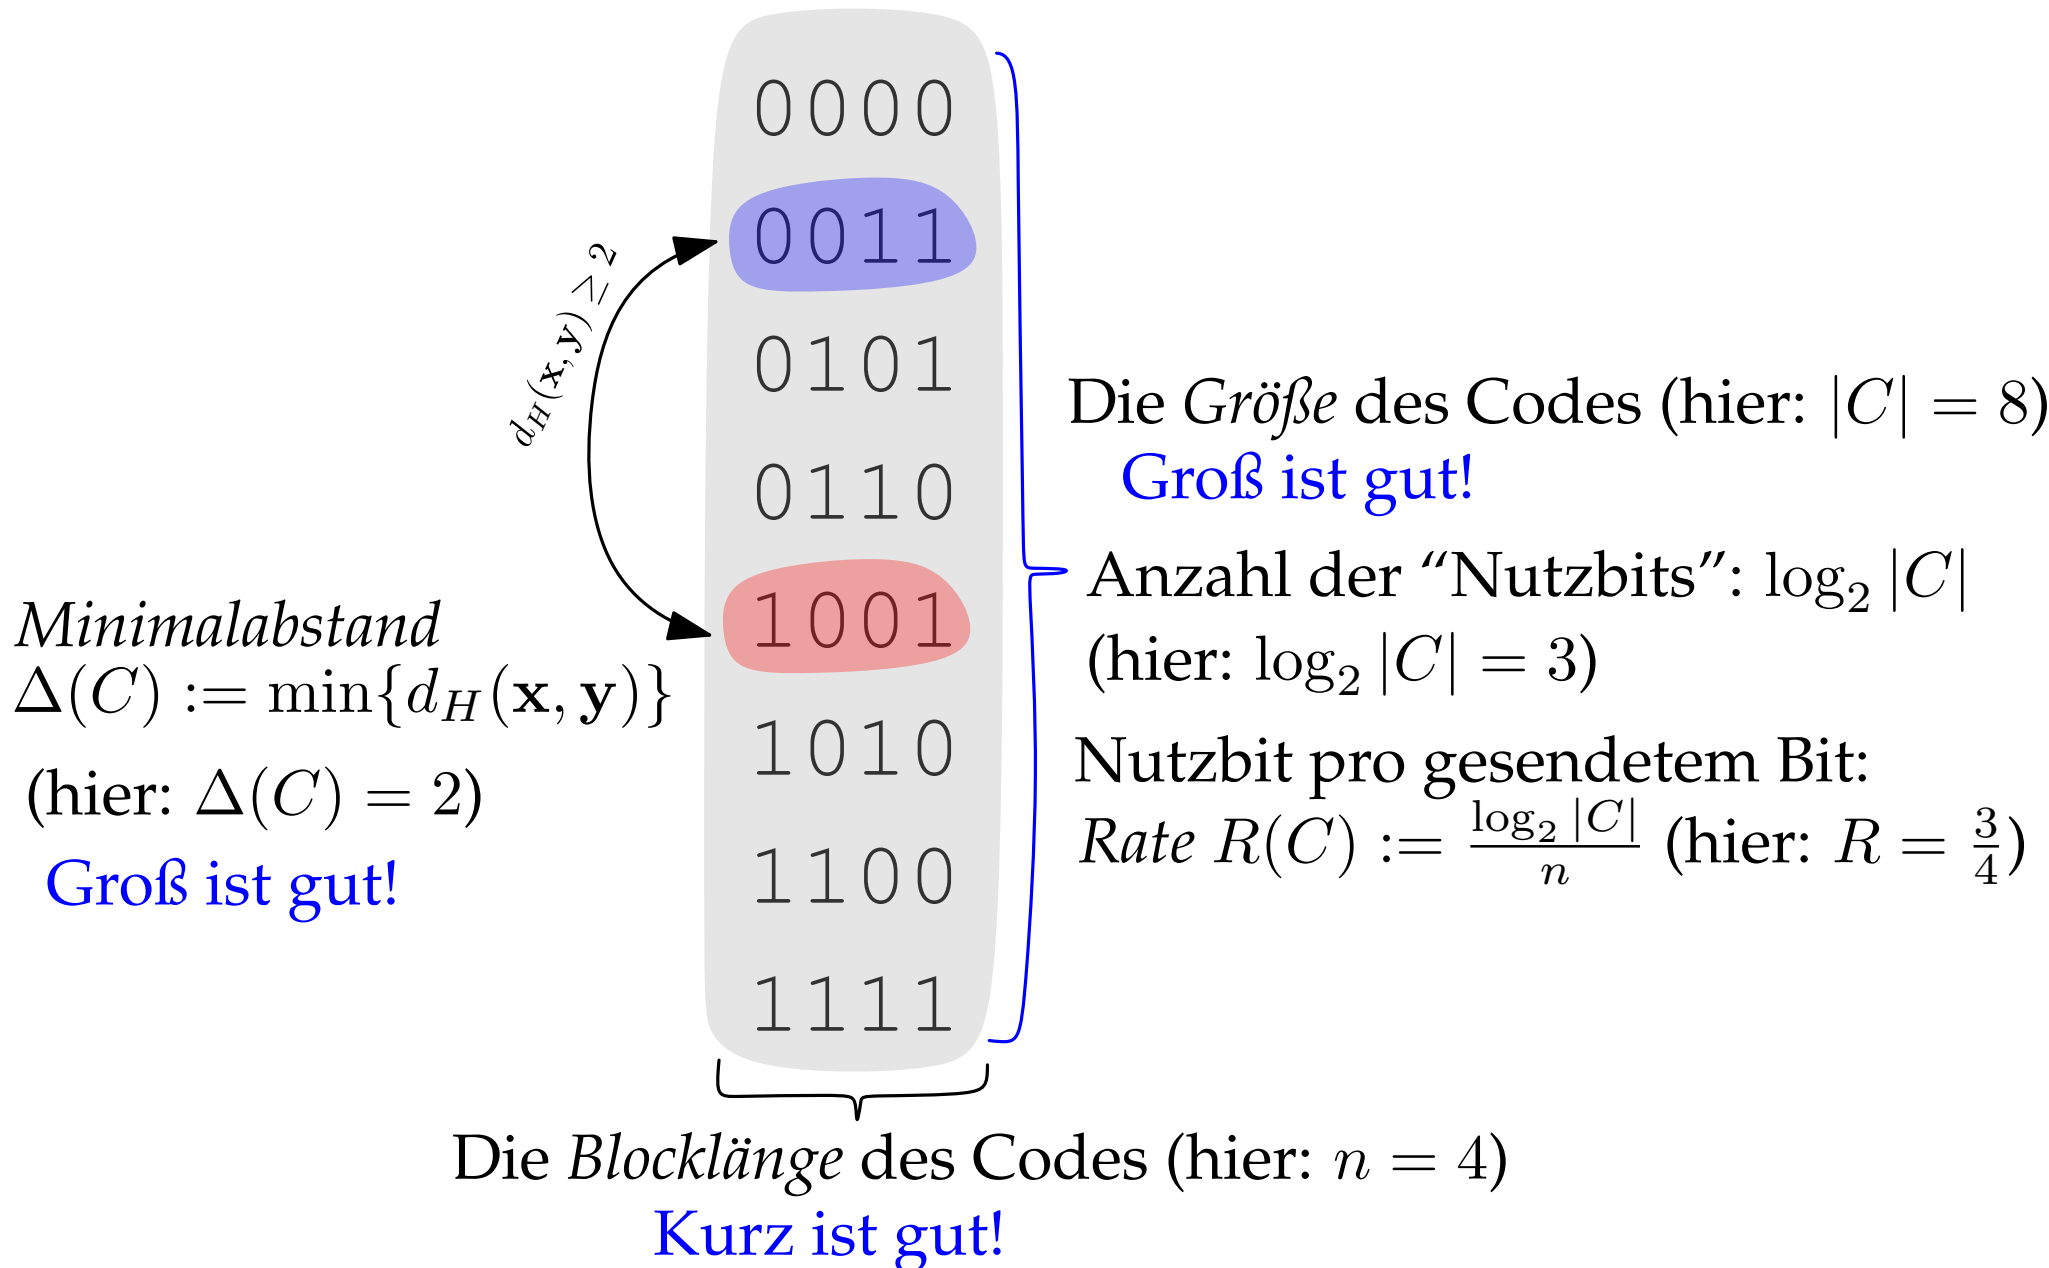 0000
0011
0101
0110
1001
1010
1100
1111
d_H(x, y) ≥ 2
Minimalabstand
Δ(C) := min{d_H(x, y)}
(hier: Δ(C) = 2)
Groß ist gut!
Die Größe des Codes (hier: |C| = 8)
Groß ist gut!
Anzahl der “Nutzbits”: log₂ |C|
(hier: log₂ |C| = 3)
Nutzbit pro gesendetem Bit:
Rate R(C) := log₂ |C| / n (hier: R = 3/4)
Die Blocklänge des Codes (hier: n = 4)
Kurz ist gut!